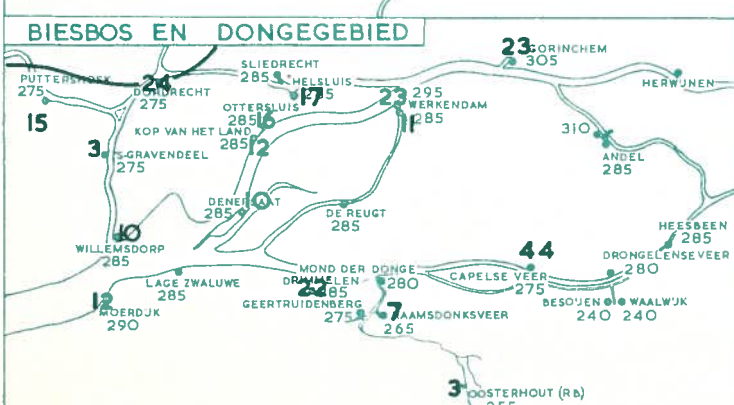 BIESBOS EN DONGEGEBIED
23
GORINCHEM
305
SLIEDRECHT
285
PUTTERSHOEK
275
24
DORDRECHT
275
HELSLUIS
17
285
295
HERWIJNEN
23
WERKENDAM
285
11
OTTERSLUIS
16
285
15
KOP VAN HET LAND
285
12
310
ANDEL
285
3
'S-GRAVENDEEL
275
10
285
DE REUGT
285
HEESBEEN
285
10
WILLEMSDORP
285
DRONGELENSEVEER
280
44
MOND DER DONGE
280
CAPELSE VEER
275
LAGE ZWALUWE
285
DRIMMELEN
22
285
12
MOERDIJK
290
GEERTRUIDENBERG
275
7
RAAMSDONKSVEER
265
BESOIJEN
240
WAALWIJK
240
3
OOSTERHOUT (RB)